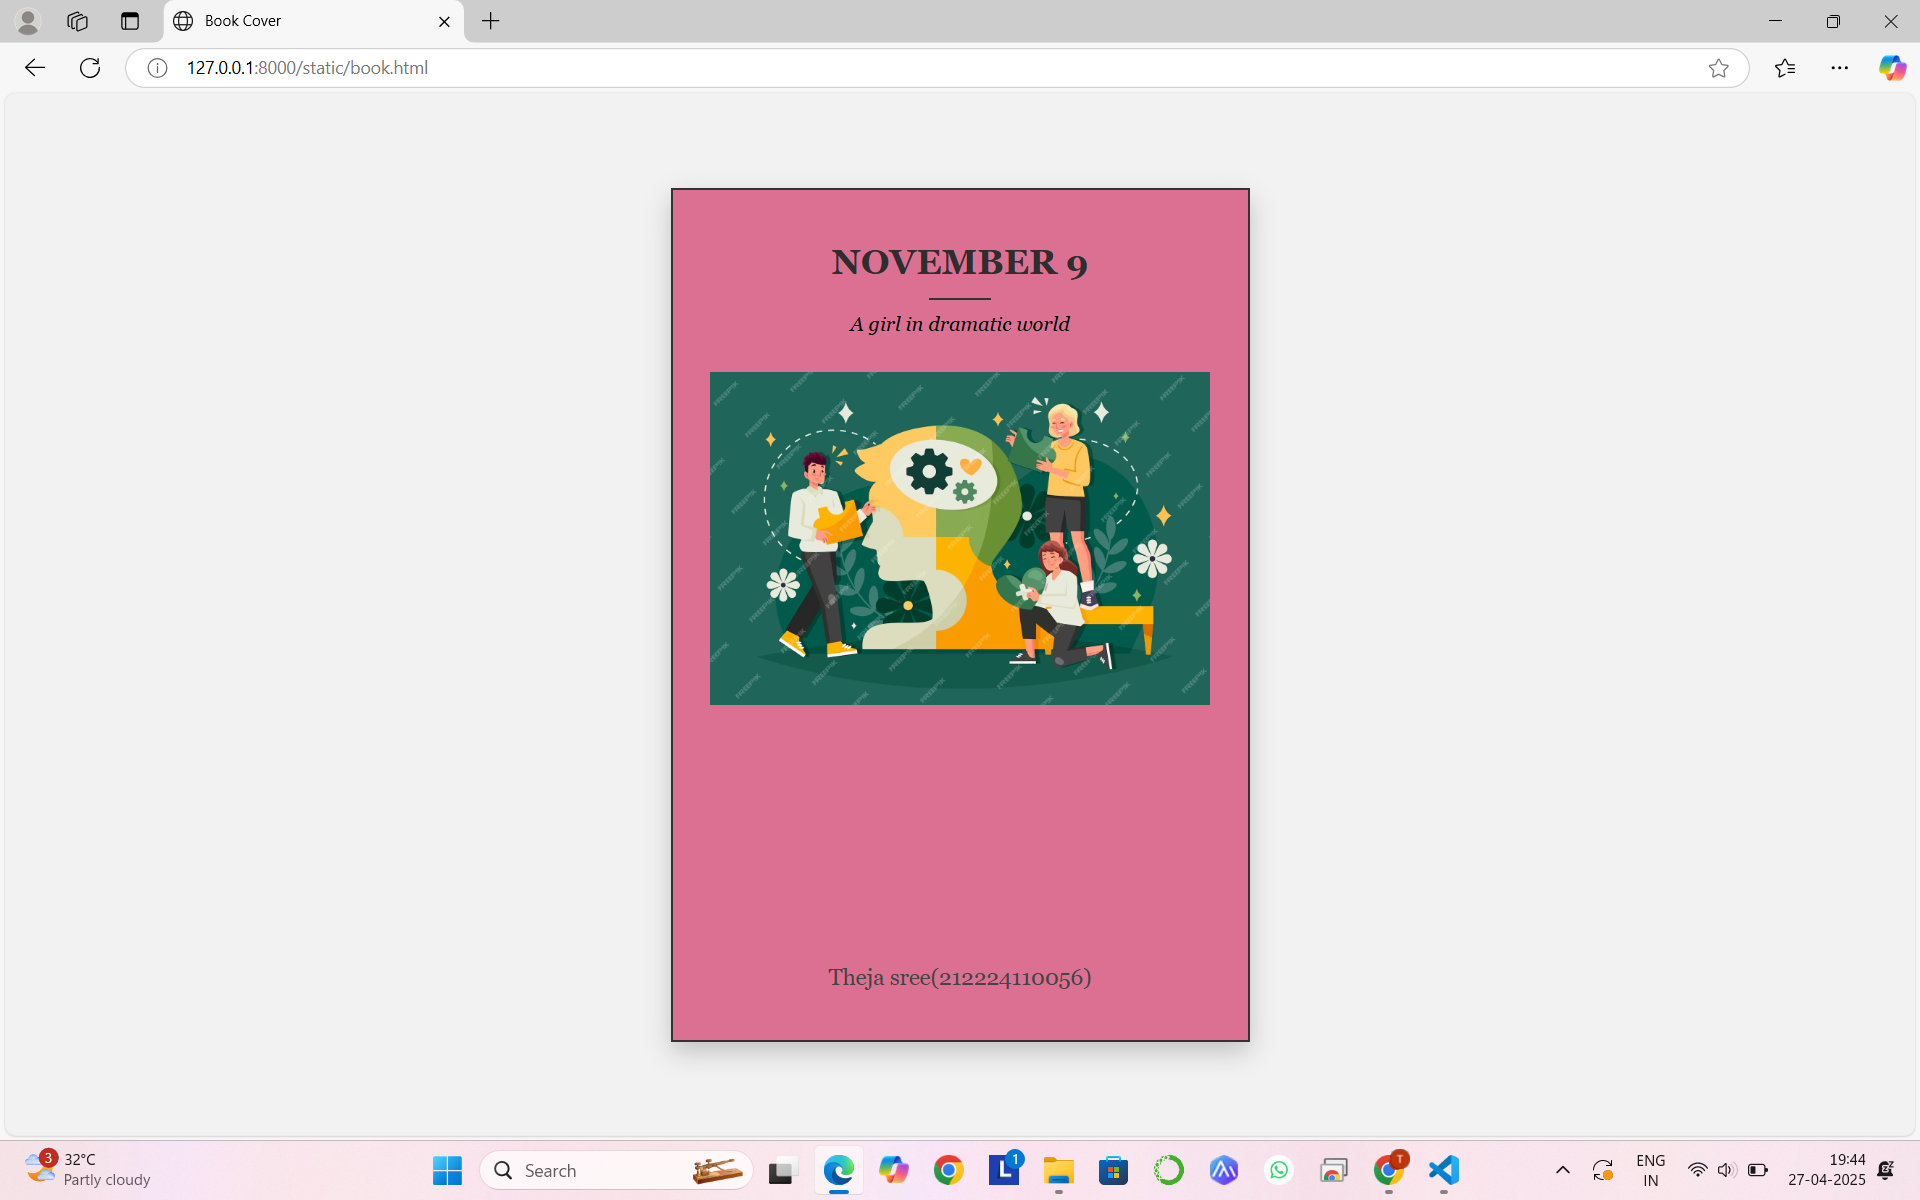 Book Cover
127.0.0.1:8000/static/book.html
NOVEMBER 9
A girl in dramatic world
FREEPIK
Theja sree(212224110056)
3
32°C
Partly cloudy
Search
L
1
T
ENG
IN
19:44
27-04-2025